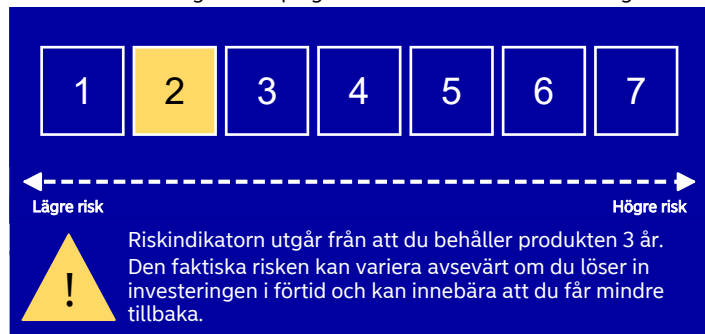 1 2 3 4 5 6 7
Lägre risk Högre risk
Riskindikatorn utgår från att du behåller produkten 3 år.
Den faktiska risken kan variera avsevärt om du löser in
investeringen i förtid och kan innebära att du får mindre
tillbaka.
!